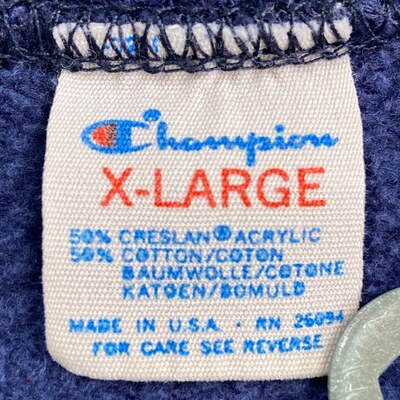 Champion
X-LARGE
50% CRESLAN® ACRYLIC
50% COTTON/COTON
BAUMWOLLE/COTONE
KATOEN/BOMULD
MADE IN U.S.A. - RN 26094
FOR CARE SEE REVERSE